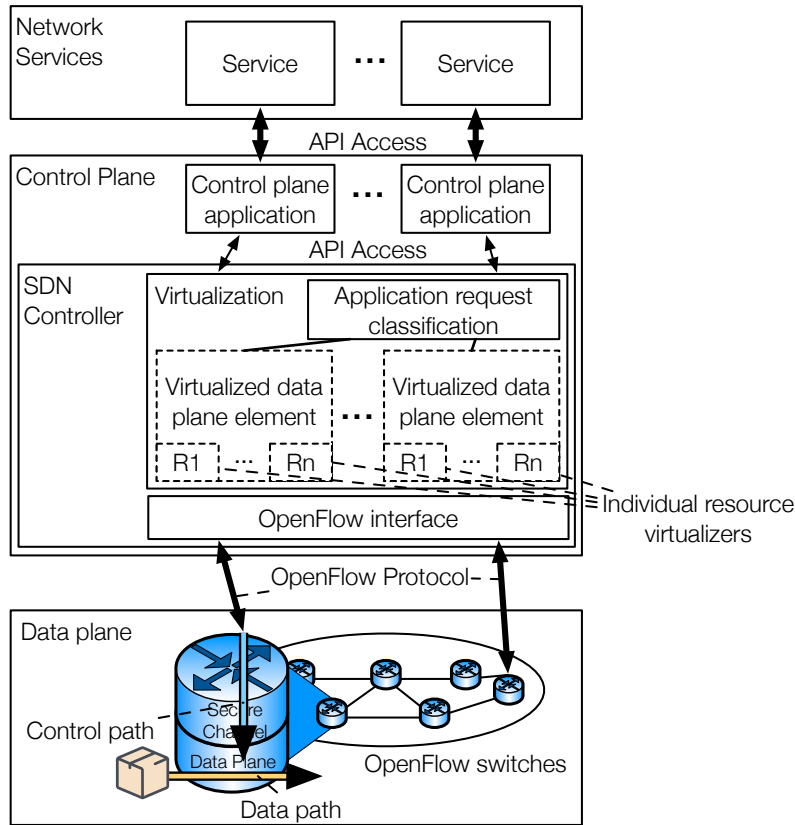 Network
Services
Service
...
Service
API Access
Control Plane
Control plane
application
...
Control plane
application
API Access
SDN
Controller
Virtualization
Application request
classification
Virtualized data
plane element
...
Virtualized data
plane element
R1
...
Rn
R1
...
Rn
Individual resource
virtualizers
OpenFlow interface
OpenFlow Protocol
Data plane
Control path
Secure
Channel
Data Plane
OpenFlow switches
Data path